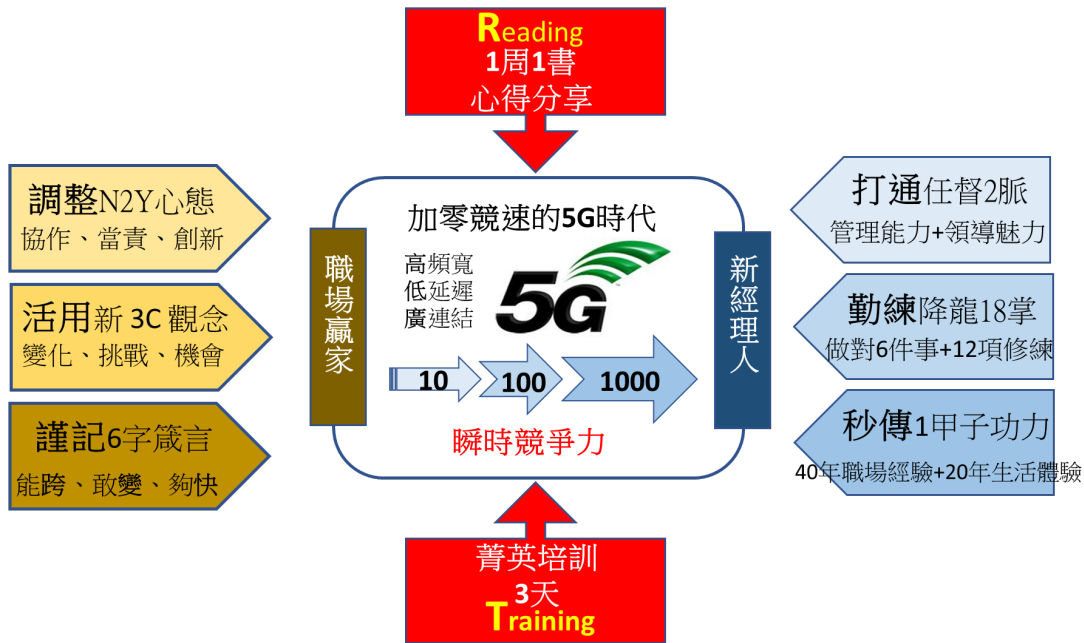 Reading
1周1書
心得分享
調整N2Y心態
協作、當責、創新
活用新 3C 觀念
變化、挑戰、機會
謹記6字箴言
能跨、敢變、夠快
職場贏家
加零競速的5G時代
高頻寬
低延遲
廣連結
5G
10
100
1000
瞬時競爭力
新經理人
打通任督2脈
管理能力+領導魅力
勤練降龍18掌
做對6件事+12項修練
秒傳1甲子功力
40年職場經驗+20年生活體驗
菁英培訓
3天
Training